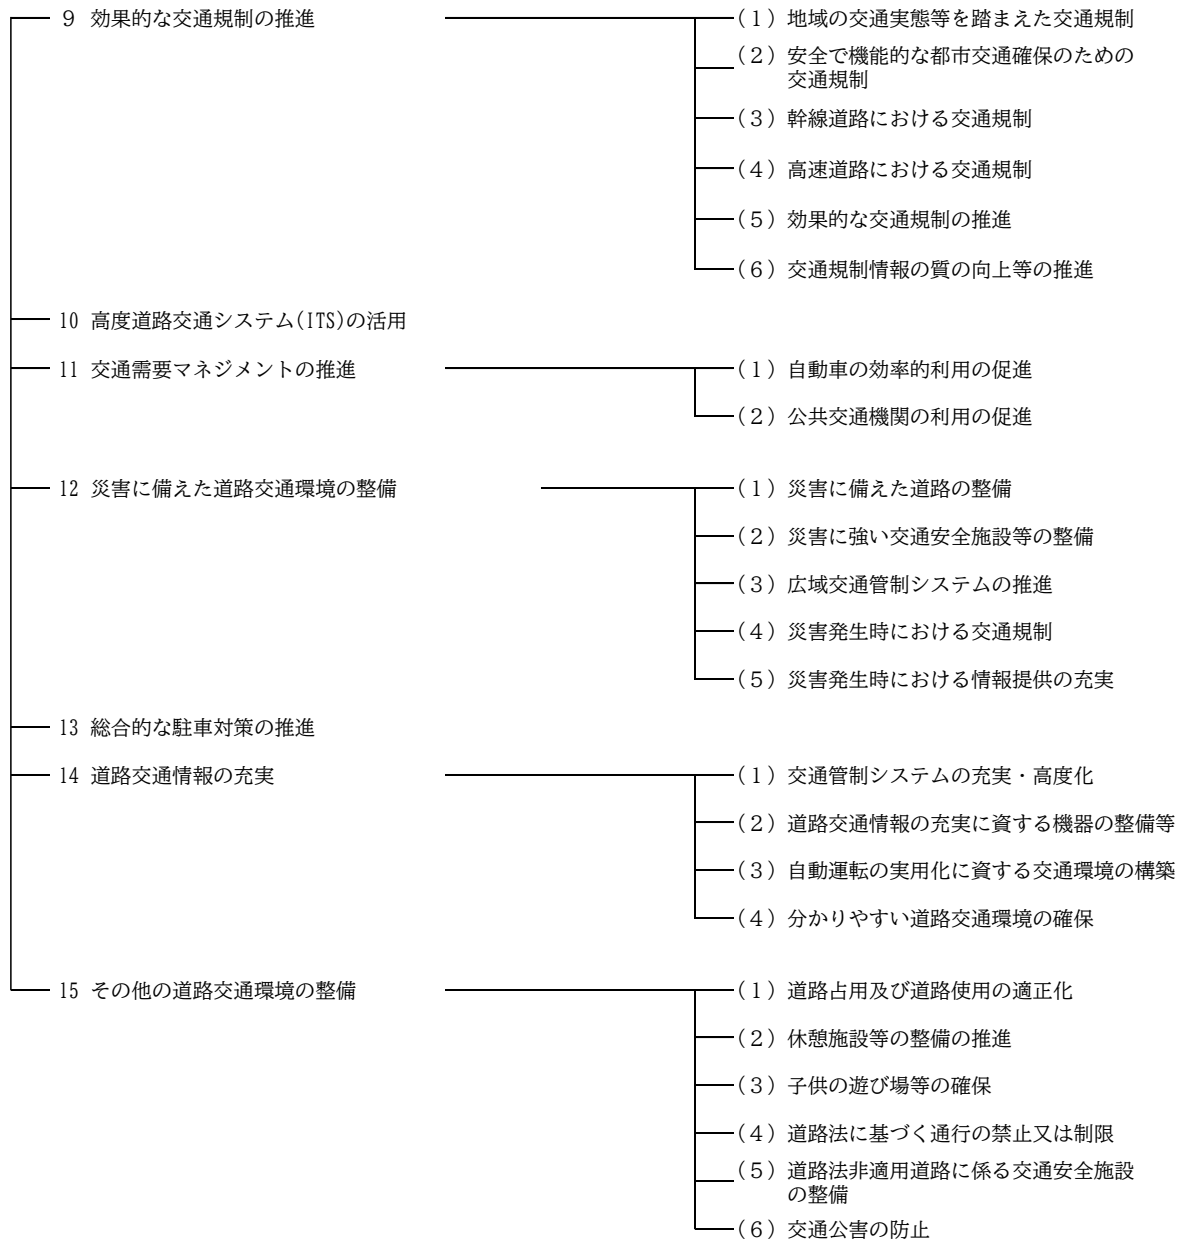 9 効果的な交通規制の推進
(1) 地域の交通実態等を踏まえた交通規制
(2) 安全で機能的な都市交通確保のための
交通規制
(3) 幹線道路における交通規制
(4) 高速道路における交通規制
(5) 効果的な交通規制の推進
(6) 交通規制情報の質の向上等の推進
10 高度道路交通システム(ITS)の活用
11 交通需要マネジメントの推進
(1) 自動車の効率的利用の促進
(2) 公共交通機関の利用の促進
12 災害に備えた道路交通環境の整備
(1) 災害に備えた道路の整備
(2) 災害に強い交通安全施設等の整備
(3) 広域交通管制システムの推進
(4) 災害発生時における交通規制
(5) 災害発生時における情報提供の充実
13 総合的な駐車対策の推進
14 道路交通情報の充実
(1) 交通管制システムの充実・高度化
(2) 道路交通情報の充実に資する機器の整備等
(3) 自動運転の実用化に資する交通環境の構築
(4) 分かりやすい道路交通環境の確保
15 その他の道路交通環境の整備
(1) 道路占用及び道路使用の適正化
(2) 休憩施設等の整備の推進
(3) 子供の遊び場等の確保
(4) 道路法に基づく通行の禁止又は制限
(5) 道路法非適用道路に係る交通安全施設
の整備
(6) 交通公害の防止